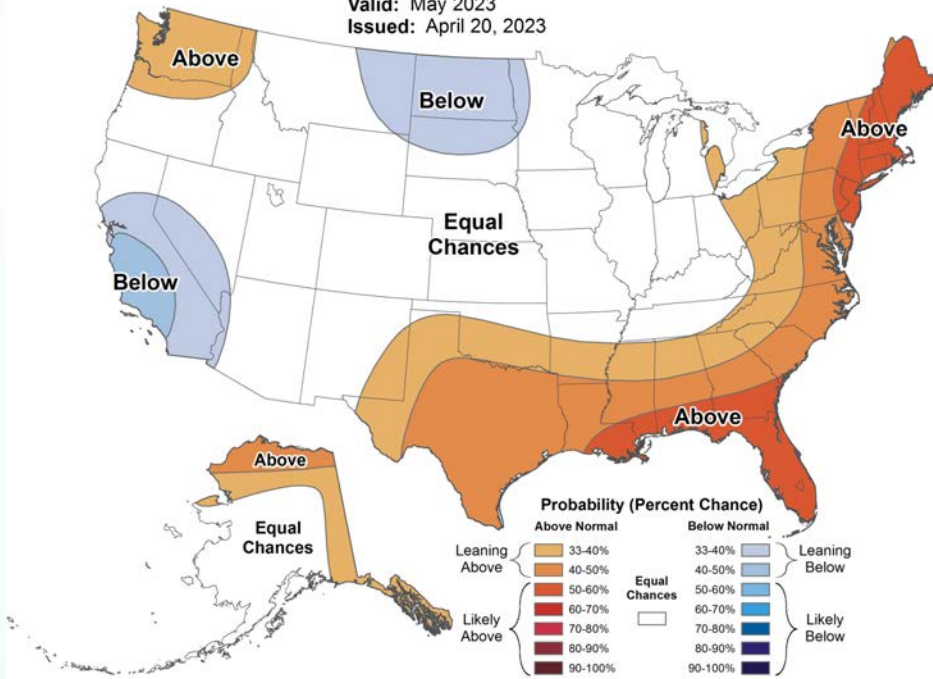 Valid: May 2023
Issued: April 20, 2023
Above
Below
Above
Equal
Chances
Below
Above
Above
Equal
Chances
Probability (Percent Chance)
Above Normal
Below Normal
Leaning
Above
33-40%
40-50%
50-60%
60-70%
70-80%
80-90%
90-100%
Likely
Above
Equal
Chances
33-40%
40-50%
50-60%
60-70%
70-80%
80-90%
90-100%
Leaning
Below
Likely
Below